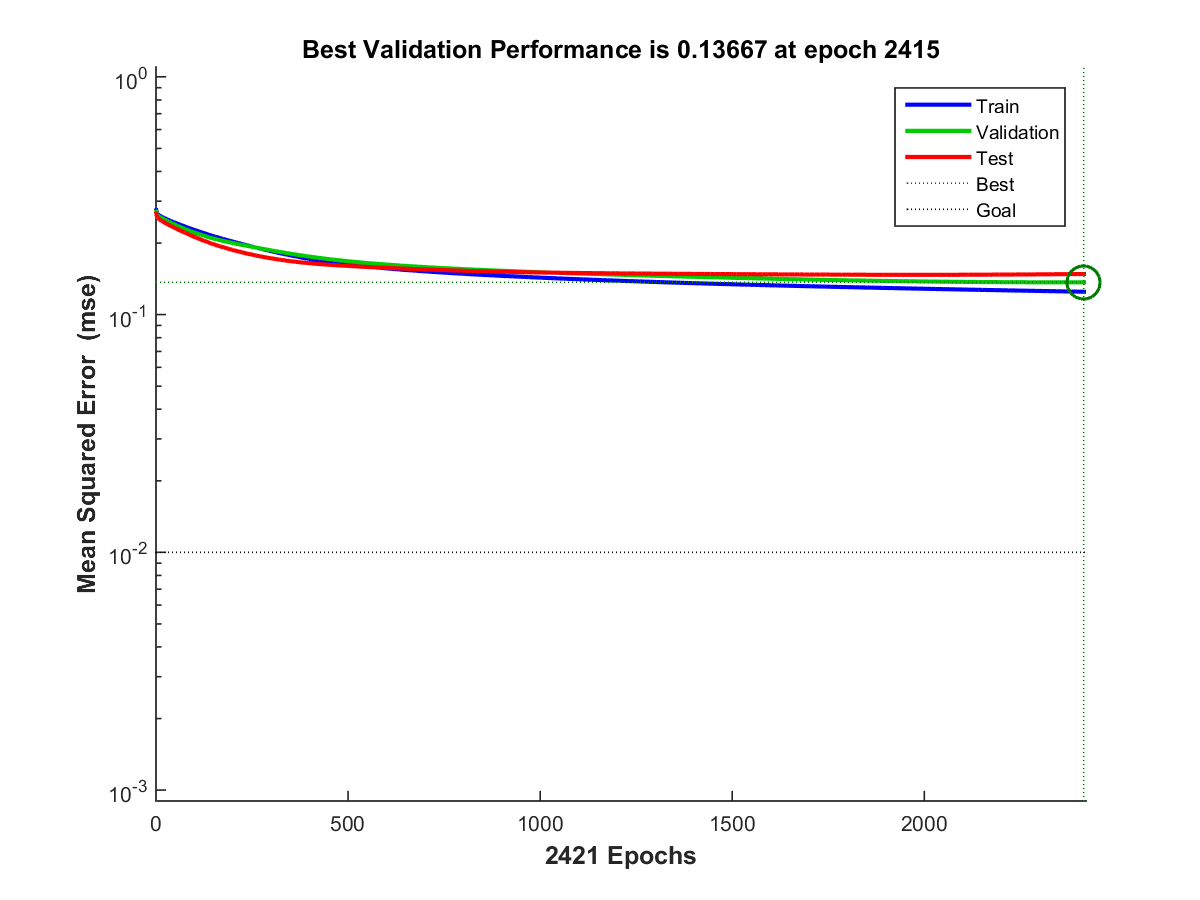 Best Validation Performance is 0.13667 at epoch 2415
Mean Squared Error (mse)
10^0
10^-1
10^-2
10^-3
Train
Validation
Test
Best
Goal
0 500 1000 1500 2000
2421 Epochs